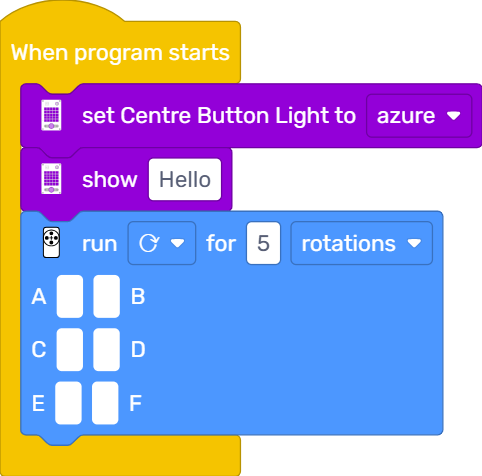 When program starts
set Centre Button Light to azure
show Hello
run for 5 rotations
A B
C D
E F